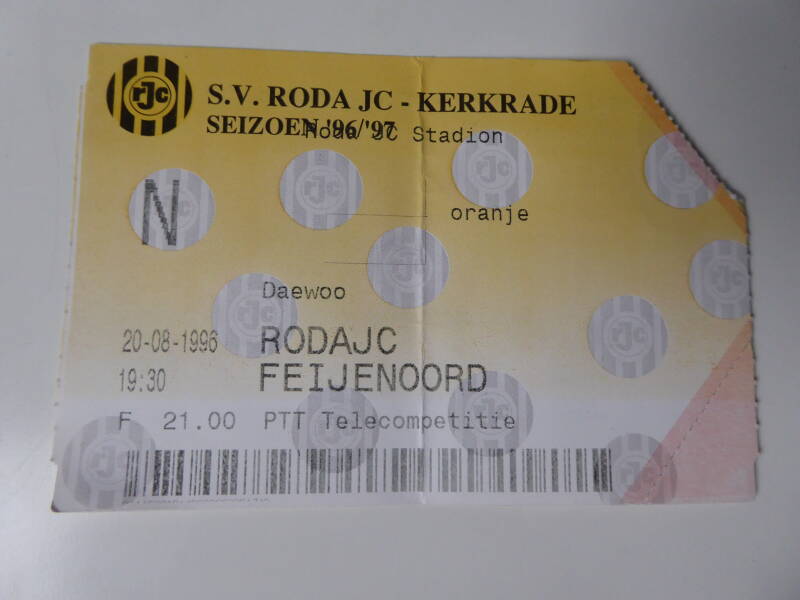 rJc
S.V. RODA JC - KERKRADE
SEIZOEN '96/'97
Roda JC Stadion
N
oranje
Daewoo
20-08-1996 RODAJC
19:30 FEIJENOORD
F 21.00 PTT Telecompetitie